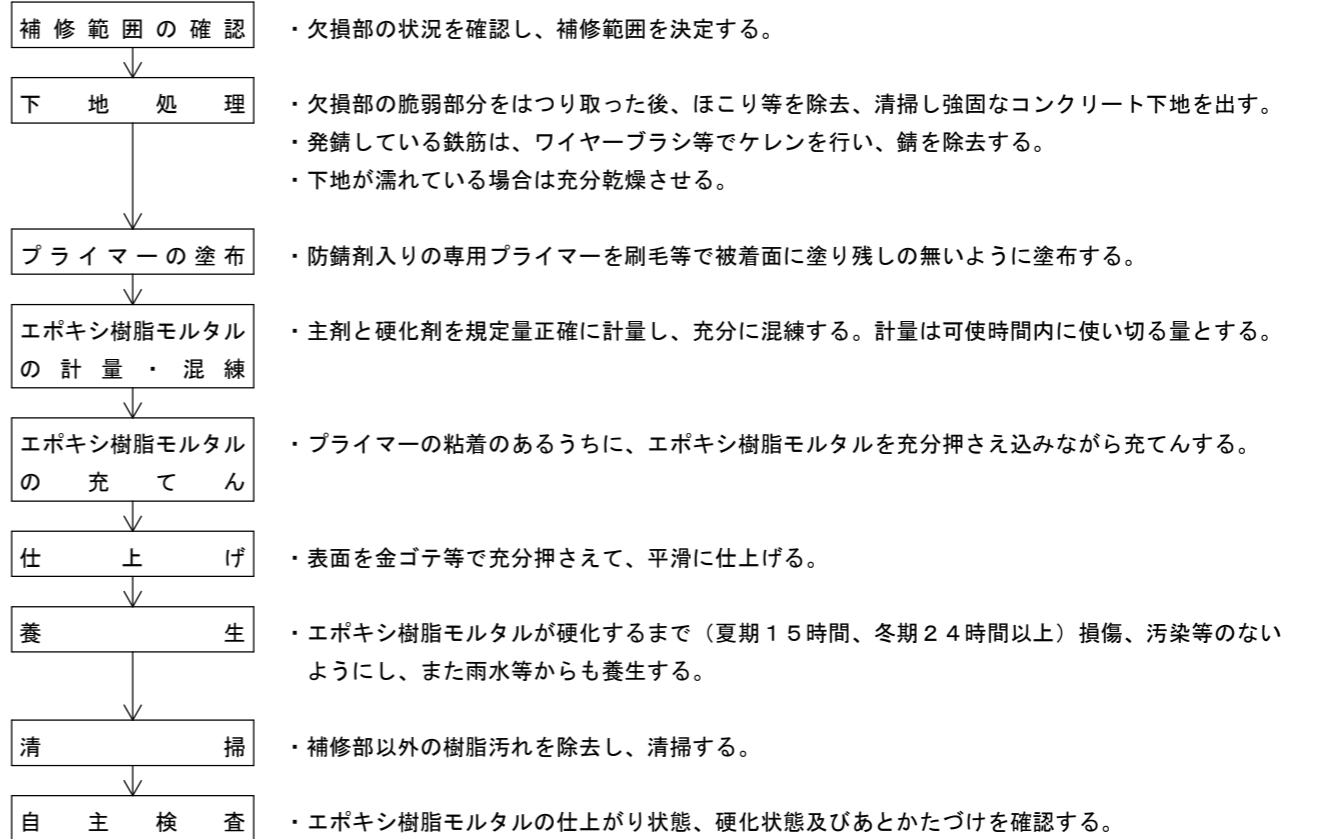 補修範囲の確認
・欠損部の状況を確認し、補修範囲を決定する。
下地処理
・欠損部の脆弱部分をはつり取った後、ほこり等を除去、清掃し強固なコンクリート下地を出す。
・発錆している鉄筋は、ワイヤーブラシ等でケレンを行い、錆を除去する。
・下地が濡れている場合は充分乾燥させる。
プライマーの塗布
・防錆剤入りの専用プライマーを刷毛等で被着面に塗り残しの無いように塗布する。
エポキシ樹脂モルタル
の計量・混練
・主剤と硬化剤を規定量正確に計量し、充分に混練する。計量は可使時間内に使い切る量とする。
エポキシ樹脂モルタル
の充てん
・プライマーの粘着のあるうちに、エポキシ樹脂モルタルを充分押さえ込みながら充てんする。
仕上げ
・表面を金ゴテ等で充分押さえて、平滑に仕上げる。
養生
・エポキシ樹脂モルタルが硬化するまで（夏期１５時間、冬期２４時間以上）損傷、汚染等のない
ようにし、また雨水等からも養生する。
清掃
・補修部以外の樹脂汚れを除去し、清掃する。
自主検査
・エポキシ樹脂モルタルの仕上がり状態、硬化状態及びあとかたづけを確認する。